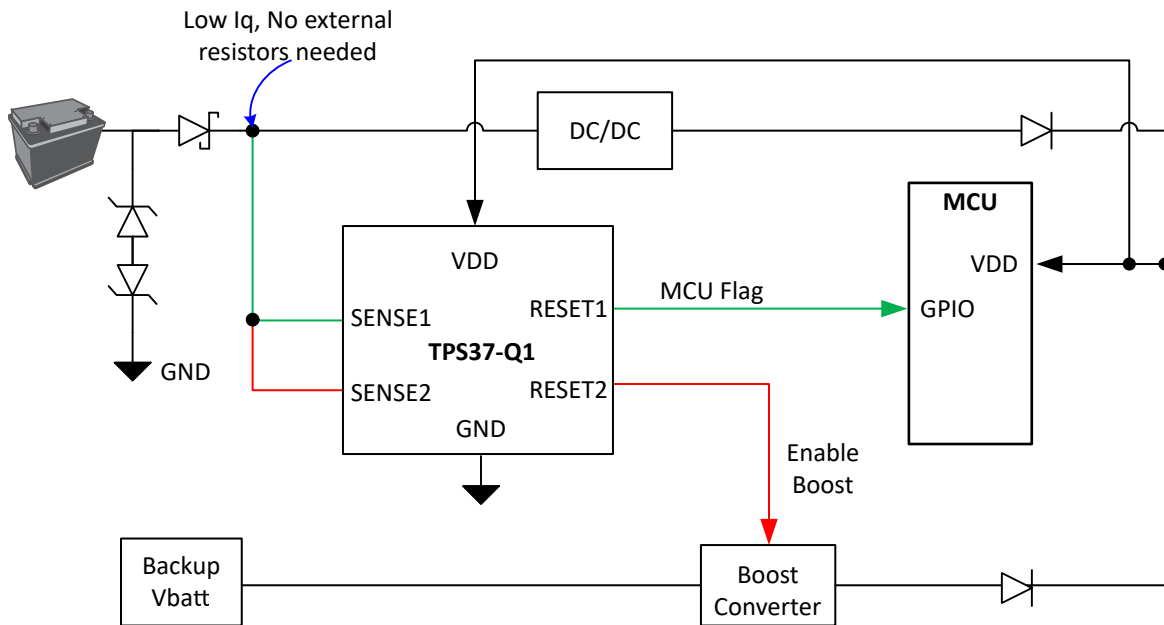 Low Iq, No external
resistors needed
DC/DC
MCU
VDD
VDD
RESET1
MCU Flag
GPIO
SENSE1
TPS37-Q1
GND
SENSE2
RESET2
GND
Enable
Boost
Backup
Vbatt
Boost
Converter